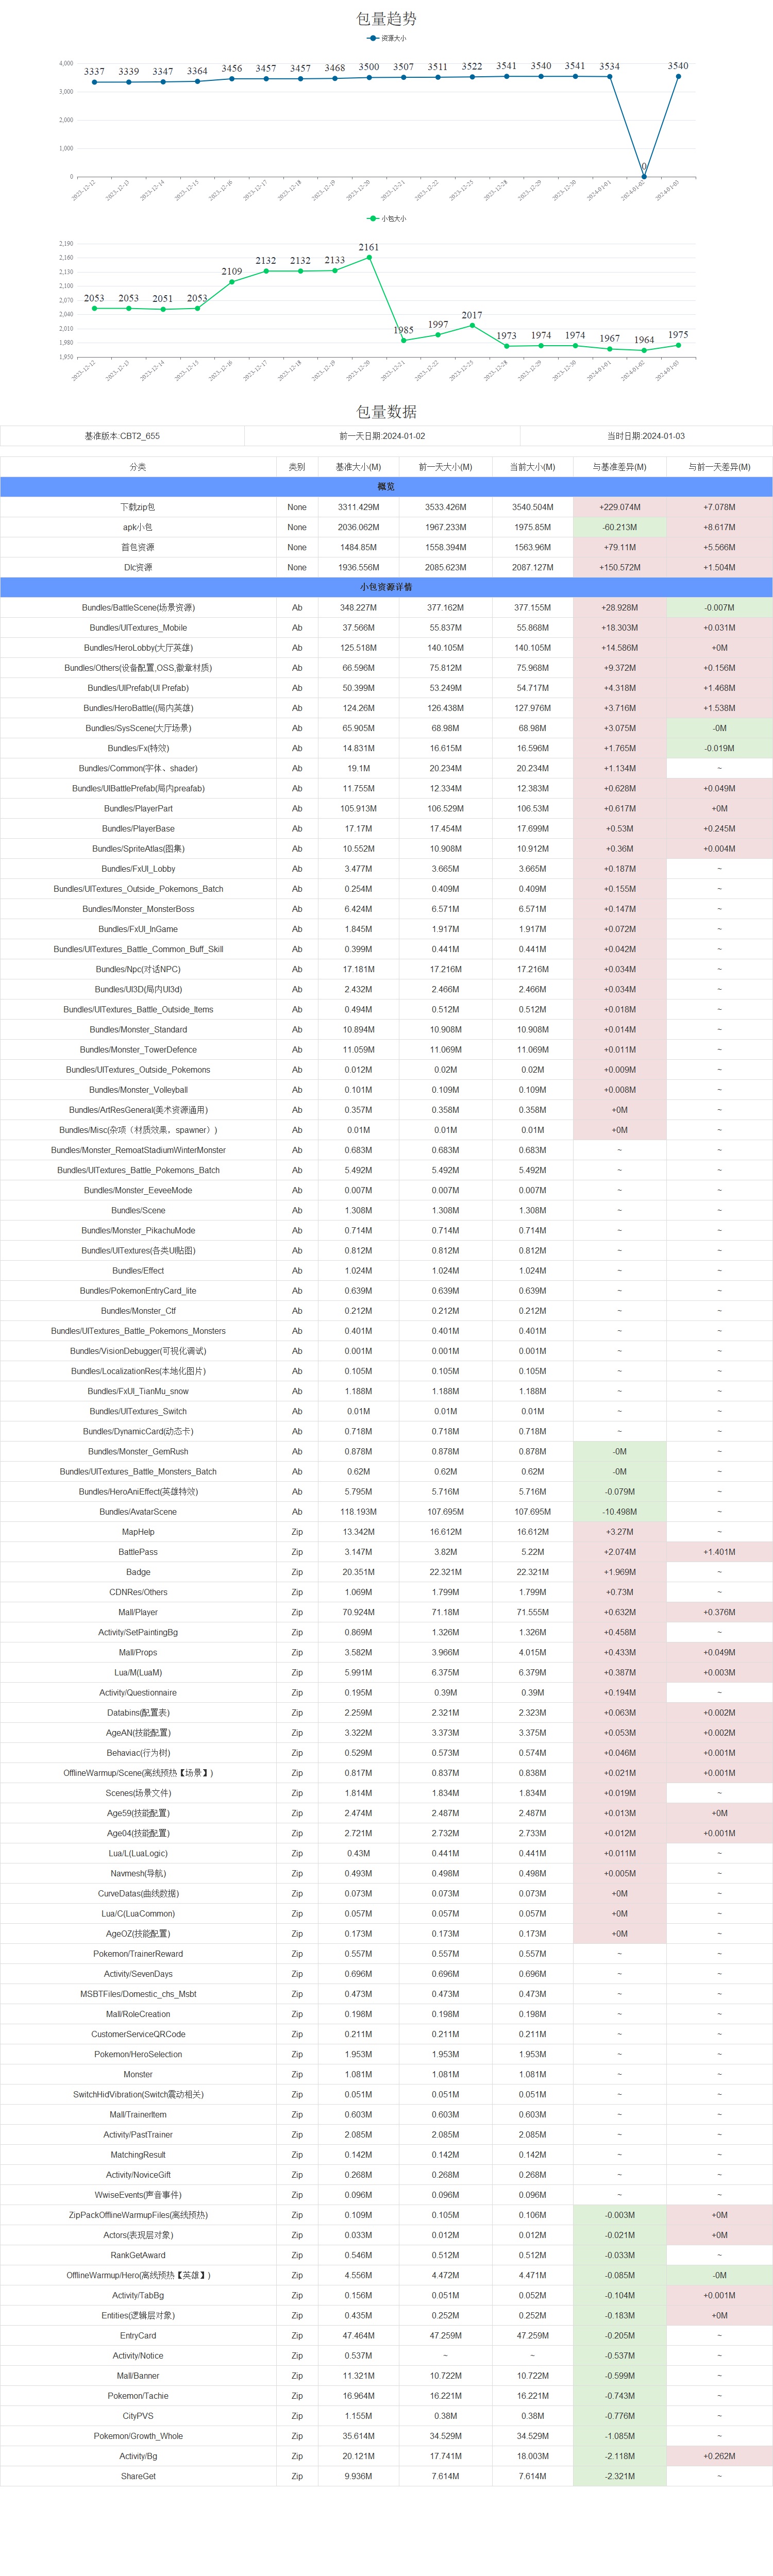 包量趋势
资源大小
4,000
3,000
2,000
1,000
0
3337 3339 3347 3364 3456 3457 3457 3468 3500 3507 3511 3522 3541 3540 3541 3534 0 3540
2023-12-12 2023-12-13 2023-12-14 2023-12-15 2023-12-16 2023-12-17 2023-12-18 2023-12-19 2023-12-20 2023-12-21 2023-12-22 2023-12-25 2023-12-28 2023-12-29 2023-12-30 2024-01-01 2024-01-02 2024-01-03
小包大小
2,190
2,160
2,130
2,100
2,070
2,040
2,010
1,980
1,950
2053 2053 2051 2053 2109 2132 2132 2133 2161 1985 1997 2017 1973 1974 1974 1967 1964 1975
2023-12-12 2023-12-13 2023-12-14 2023-12-15 2023-12-16 2023-12-17 2023-12-18 2023-12-19 2023-12-20 2023-12-21 2023-12-22 2023-12-25 2023-12-28 2023-12-29 2023-12-30 2024-01-01 2024-01-02 2024-01-03
包量数据
基准版本:CBT2_655 前一天日期:2024-01-02 当时日期:2024-01-03
分类 类别 基准大小(M) 前一天大小(M) 当前大小(M) 与基准差异(M) 与前一天差异(M)
概览
下载zip包 None 3311.429M 3533.426M 3540.504M +229.074M +7.078M
apk小包 None 2036.062M 1967.233M 1975.85M -60.213M +8.617M
首包资源 None 1484.85M 1558.394M 1563.96M +79.11M +5.566M
Dlc资源 None 1936.556M 2085.623M 2087.127M +150.572M +1.504M
小包资源详情
Bundles/BattleScene(场景资源) Ab 348.227M 377.162M 377.155M +28.928M -0.007M
Bundles/UITextures_Mobile Ab 37.566M 55.837M 55.868M +18.303M +0.031M
Bundles/HeroLobby(大厅英雄) Ab 125.518M 140.105M 140.105M +14.586M +0M
Bundles/Others(设备配置,OSS,徽章材质) Ab 66.596M 75.812M 75.968M +9.372M +0.156M
Bundles/UIPrefab(UI Prefab) Ab 50.399M 53.249M 54.717M +4.318M +1.468M
Bundles/HeroBattle((局内英雄) Ab 124.26M 126.438M 127.976M +3.716M +1.538M
Bundles/SysScene(大厅场景) Ab 65.905M 68.98M 68.98M +3.075M -0M
Bundles/Fx(特效) Ab 14.831M 16.615M 16.596M +1.765M -0.019M
Bundles/Common(字体、shader) Ab 19.1M 20.234M 20.234M +1.134M ~
Bundles/UIBattlePrefab(局内preafab) Ab 11.755M 12.334M 12.383M +0.628M +0.049M
Bundles/PlayerPart Ab 105.913M 106.529M 106.53M +0.617M +0M
Bundles/PlayerBase Ab 17.17M 17.454M 17.699M +0.53M +0.245M
Bundles/SpriteAtlas(图集) Ab 10.552M 10.908M 10.912M +0.36M +0.004M
Bundles/FxUI_Lobby Ab 3.477M 3.665M 3.665M +0.187M ~
Bundles/UITextures_Outside_Pokemons_Batch Ab 0.254M 0.409M 0.409M +0.155M ~
Bundles/Monster_MonsterBoss Ab 6.424M 6.571M 6.571M +0.147M ~
Bundles/FxUI_InGame Ab 1.845M 1.917M 1.917M +0.072M ~
Bundles/UITextures_Battle_Common_Buff_Skill Ab 0.399M 0.441M 0.441M +0.042M ~
Bundles/Npc(对话NPC) Ab 17.181M 17.216M 17.216M +0.034M ~
Bundles/UI3D(局内UI3d) Ab 2.432M 2.466M 2.466M +0.034M ~
Bundles/UITextures_Battle_Outside_Items Ab 0.494M 0.512M 0.512M +0.018M ~
Bundles/Monster_Standard Ab 10.894M 10.908M 10.908M +0.014M ~
Bundles/Monster_TowerDefence Ab 11.059M 11.069M 11.069M +0.011M ~
Bundles/UITextures_Outside_Pokemons Ab 0.012M 0.02M 0.02M +0.009M ~
Bundles/Monster_Volleyball Ab 0.101M 0.109M 0.109M +0.008M ~
Bundles/ArtResGeneral(美术资源通用) Ab 0.357M 0.358M 0.358M +0M ~
Bundles/Misc(杂项（材质效果，spawner）) Ab 0.01M 0.01M 0.01M +0M ~
Bundles/Monster_RemoatStadiumWinterMonster Ab 0.683M 0.683M 0.683M ~ ~
Bundles/UITextures_Battle_Pokemons_Batch Ab 5.492M 5.492M 5.492M ~ ~
Bundles/Monster_EeveeMode Ab 0.007M 0.007M 0.007M ~ ~
Bundles/Scene Ab 1.308M 1.308M 1.308M ~ ~
Bundles/Monster_PikachuMode Ab 0.714M 0.714M 0.714M ~ ~
Bundles/UITextures(各类UI贴图) Ab 0.812M 0.812M 0.812M ~ ~
Bundles/Effect Ab 1.024M 1.024M 1.024M ~ ~
Bundles/PokemonEntryCard_lite Ab 0.639M 0.639M 0.639M ~ ~
Bundles/Monster_Ctf Ab 0.212M 0.212M 0.212M ~ ~
Bundles/UITextures_Battle_Pokemons_Monsters Ab 0.401M 0.401M 0.401M ~ ~
Bundles/VisionDebugger(可视化调试) Ab 0.001M 0.001M 0.001M ~ ~
Bundles/LocalizationRes(本地化图片) Ab 0.105M 0.105M 0.105M ~ ~
Bundles/FxUI_TianMu_snow Ab 1.188M 1.188M 1.188M ~ ~
Bundles/UITextures_Switch Ab 0.01M 0.01M 0.01M ~ ~
Bundles/DynamicCard(动态卡) Ab 0.718M 0.718M 0.718M ~ ~
Bundles/Monster_GemRush Ab 0.878M 0.878M 0.878M -0M ~
Bundles/UITextures_Battle_Monsters_Batch Ab 0.62M 0.62M 0.62M -0M ~
Bundles/HeroAniEffect(英雄特效) Ab 5.795M 5.716M 5.716M -0.079M ~
Bundles/AvatarScene Ab 118.193M 107.695M 107.695M -10.498M ~
MapHelp Zip 13.342M 16.612M 16.612M +3.27M ~
BattlePass Zip 3.147M 3.82M 5.22M +2.074M +1.401M
Badge Zip 20.351M 22.321M 22.321M +1.969M ~
CDNRes/Others Zip 1.069M 1.799M 1.799M +0.73M ~
Mall/Player Zip 70.924M 71.18M 71.555M +0.632M +0.376M
Activity/SetPaintingBg Zip 0.869M 1.326M 1.326M +0.458M ~
Mall/Props Zip 3.582M 3.966M 4.015M +0.433M +0.049M
Lua/M(LuaM) Zip 5.991M 6.375M 6.379M +0.387M +0.003M
Activity/Questionnaire Zip 0.195M 0.39M 0.39M +0.194M ~
Databins(配置表) Zip 2.259M 2.321M 2.323M +0.063M +0.002M
AgeAN(技能配置) Zip 3.322M 3.373M 3.375M +0.053M +0.002M
Behaviac(行为树) Zip 0.529M 0.573M 0.574M +0.046M +0.001M
OfflineWarmup/Scene(离线预热【场景】) Zip 0.817M 0.837M 0.838M +0.021M +0.001M
Scenes(场景文件) Zip 1.814M 1.834M 1.834M +0.019M ~
Age59(技能配置) Zip 2.474M 2.487M 2.487M +0.013M +0M
Age04(技能配置) Zip 2.721M 2.732M 2.733M +0.012M +0.001M
Lua/L(LuaLogic) Zip 0.43M 0.441M 0.441M +0.011M ~
Navmesh(导航) Zip 0.493M 0.498M 0.498M +0.005M ~
CurveDatas(曲线数据) Zip 0.073M 0.073M 0.073M +0M ~
Lua/C(LuaCommon) Zip 0.057M 0.057M 0.057M +0M ~
AgeOZ(技能配置) Zip 0.173M 0.173M 0.173M +0M ~
Pokemon/TrainerReward Zip 0.557M 0.557M 0.557M ~ ~
Activity/SevenDays Zip 0.696M 0.696M 0.696M ~ ~
MSBTFiles/Domestic_chs_Msbt Zip 0.473M 0.473M 0.473M ~ ~
Mall/RoleCreation Zip 0.198M 0.198M 0.198M ~ ~
CustomerServiceQRCode Zip 0.211M 0.211M 0.211M ~ ~
Pokemon/HeroSelection Zip 1.953M 1.953M 1.953M ~ ~
Monster Zip 1.081M 1.081M 1.081M ~ ~
SwitchHidVibration(Switch震动相关) Zip 0.051M 0.051M 0.051M ~ ~
Mall/TrainerItem Zip 0.603M 0.603M 0.603M ~ ~
Activity/PastTrainer Zip 2.085M 2.085M 2.085M ~ ~
MatchingResult Zip 0.142M 0.142M 0.142M ~ ~
Activity/NoviceGift Zip 0.268M 0.268M 0.268M ~ ~
WwiseEvents(声音事件) Zip 0.096M 0.096M 0.096M ~ ~
ZipPackOfflineWarmupFiles(离线预热) Zip 0.109M 0.105M 0.106M -0.003M +0M
Actors(表现层对象) Zip 0.033M 0.012M 0.012M -0.021M +0M
RankGetAward Zip 0.546M 0.512M 0.512M -0.033M ~
OfflineWarmup/Hero(离线预热【英雄】) Zip 4.556M 4.472M 4.471M -0.085M -0M
Activity/TabBg Zip 0.156M 0.051M 0.052M -0.104M +0.001M
Entities(逻辑层对象) Zip 0.435M 0.252M 0.252M -0.183M +0M
EntryCard Zip 47.464M 47.259M 47.259M -0.205M ~
Activity/Notice Zip 0.537M ~ ~ -0.537M ~
Mall/Banner Zip 11.321M 10.722M 10.722M -0.599M ~
Pokemon/Tachie Zip 16.964M 16.221M 16.221M -0.743M ~
CityPVS Zip 1.155M 0.38M 0.38M -0.776M ~
Pokemon/Growth_Whole Zip 35.614M 34.529M 34.529M -1.085M ~
Activity/Bg Zip 20.121M 17.741M 18.003M -2.118M +0.262M
ShareGet Zip 9.936M 7.614M 7.614M -2.321M ~